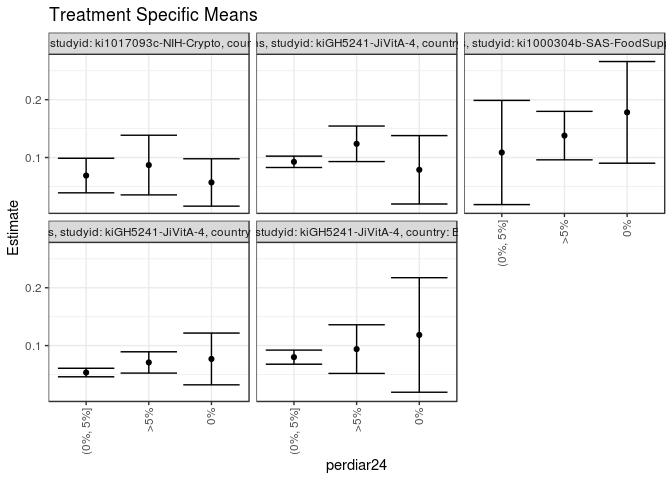 Treatment Specific Means
studyid: ki1017093c-NIH-Crypto,
studyid: kiGH5241-JiVitA-4, country
studyid: ki1000304b-SAS-FoodSupp
0.2
0.1
(0%, 5%]
>5%
0%
studyid: kiGH5241-JiVitA-4, country
studyid: kiGH5241-JiVitA-4, country:
0.2
0.1
(0%, 5%]
>5%
0%
(0%, 5%]
>5%
0%
Estimate
perdiar24